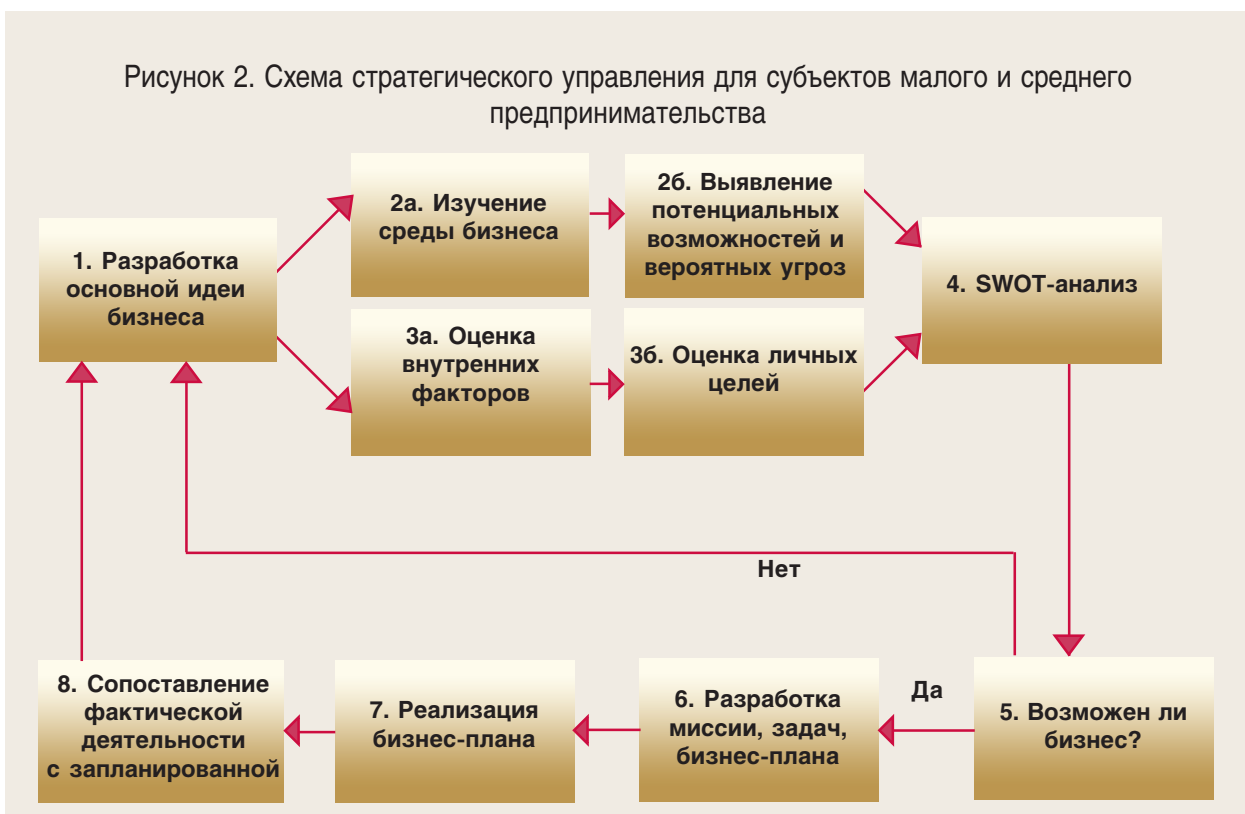 Рисунок 2. Схема стратегического управления для субъектов малого и среднего
предпринимательства
1. Разработка
основной идеи
бизнеса
2а. Изучение
среды бизнеса
2б. Выявление
потенциальных
возможностей и
вероятных угроз
3а. Оценка
внутренних
факторов
3б. Оценка личных
целей
4. SWOT-анализ
Нет
5. Возможен ли
бизнес?
Да
6. Разработка
миссии, задач,
бизнес-плана
7. Реализация
бизнес-плана
8. Сопоставление
фактической
деятельности
с запланированной